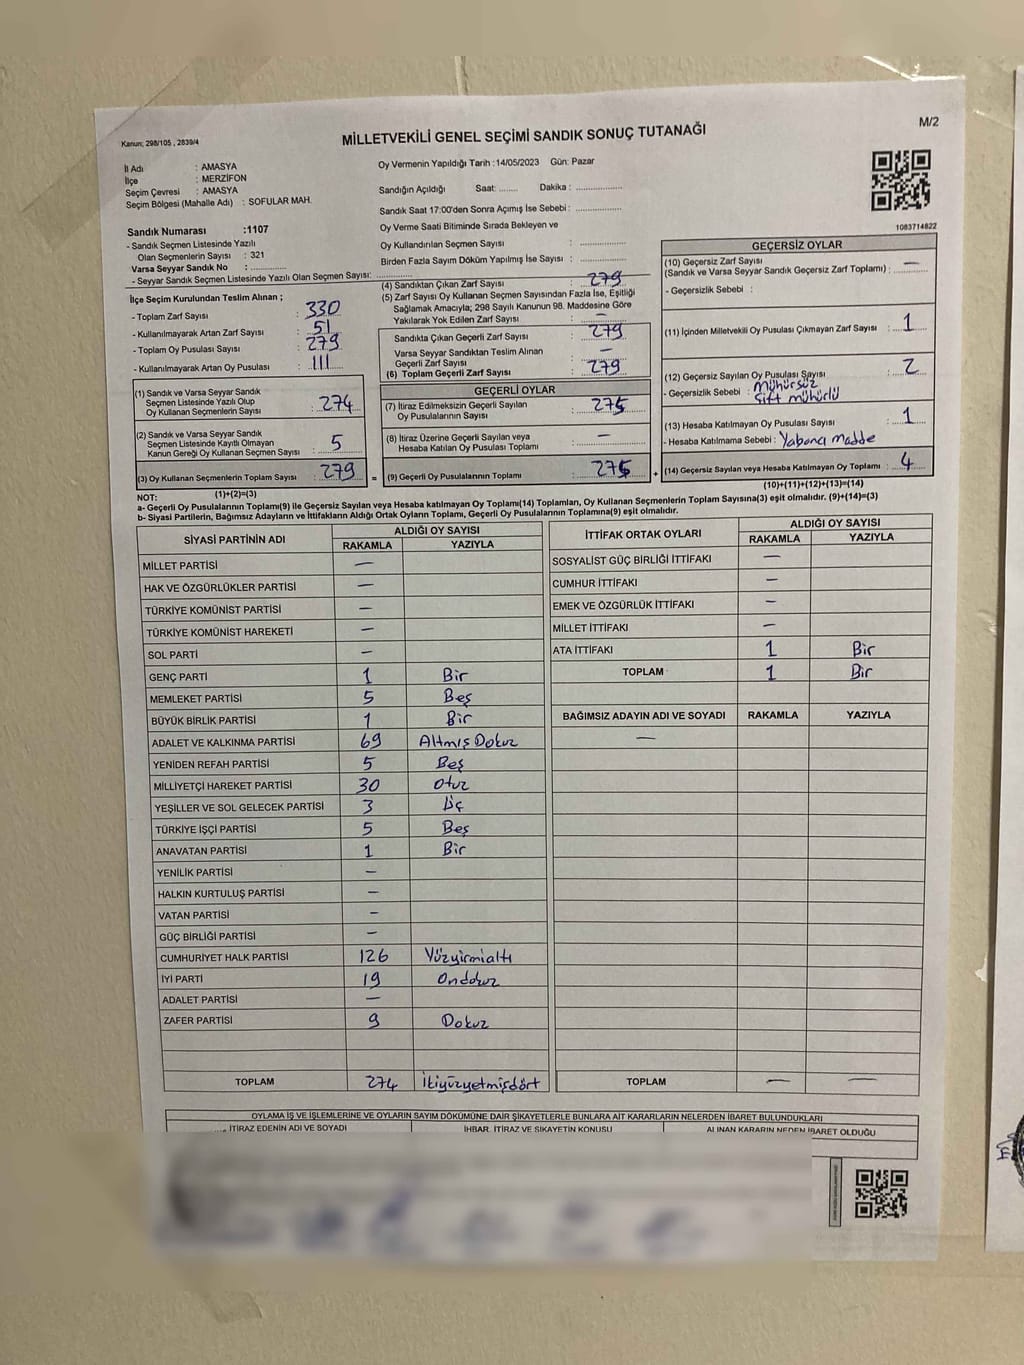 Kanun; 298/105 , 2839/4
MİLLETVEKİLİ GENEL SEÇİMİ SANDIK SONUÇ TUTANAĞI
M/2
İl Adı : AMASYA
İlçe : MERZİFON
Seçim Çevresi : AMASYA
Seçim Bölgesi (Mahalle Adı) : SOFULAR MAH.
Sandık Numarası :1107
- Sandık Seçmen Listesinde Yazılı
Olan Seçmenlerin Sayısı : 321
Varsa Seyyar Sandık No : ..............
- Seyyar Sandık Seçmen Listesinde Yazılı Olan Seçmen Sayısı: ..............
İlçe Seçim Kurulundan Teslim Alınan ;
- Toplam Zarf Sayısı : 330
- Kullanılmayarak Artan Zarf Sayısı : 51
- Toplam Oy Pusulası Sayısı : 279
- Kullanılmayarak Artan Oy Pusulası : 111
(1) Sandık ve Varsa Seyyar Sandık
Seçmen Listesinde Yazılı Olup
Oy Kullanan Seçmenlerin Sayısı : 274
(2) Sandık ve Varsa Seyyar Sandık
Seçmen Listesinde Kayıtlı Olmayan
Kanun Gereği Oy Kullanan Seçmen Sayısı : 5
(3) Oy Kullanan Seçmenlerin Toplam Sayısı : 279
(1)+(2)=(3)
Oy Vermenin Yapıldığı Tarih :14/05/2023 Gün: Pazar
Sandığın Açıldığı Saat: ....... Dakika : ..............
Sandık Saat 17:00'den Sonra Açımış İse Sebebi : ..............
Oy Verme Saati Bitiminde Sırada Bekleyen ve
Oy Kullandırılan Seçmen Sayısı : ..............
Birden Fazla Sayım Döküm Yapılmış İse Sayısı : ..............
(4) Sandıktan Çıkan Zarf Sayısı : 279
(5) Zarf Sayısı Oy Kullanan Seçmen Sayısından Fazla İse, Eşitliği
Sağlamak Amacıyla; 298 Sayılı Kanunun 98. Maddesine Göre
Yakılarak Yok Edilen Zarf Sayısı : —
Sandıkta Çıkan Geçerli Zarf Sayısı : 279
Varsa Seyyar Sandıktan Teslim Alınan
Geçerli Zarf Sayısı : —
(6) Toplam Geçerli Zarf Sayısı : 279
GEÇERLİ OYLAR
(7) İtiraz Edilmeksizin Geçerli Sayılan
Oy Pusulalarının Sayısı : 275
(8) İtiraz Üzerine Geçerli Sayılan veya
Hesaba Katılan Oy Pusulası Toplamı : —
= (9) Geçerli Oy Pusulalarının Toplamı : 275 +
1083714822
GEÇERSİZ OYLAR
(10) Geçersiz Zarf Sayısı
(Sandık ve Varsa Seyyar Sandık Geçersiz Zarf Toplamı) : —
- Geçersizlik Sebebi :
(11) İçinden Milletvekili Oy Pusulası Çıkmayan Zarf Sayısı : 1
(12) Geçersiz Sayılan Oy Pusulası Sayısı : 2
- Geçersizlik Sebebi : Mühürsüz
Çift mühürlü
(13) Hesaba Katılmayan Oy Pusulası Sayısı : 1
- Hesaba Katılmama Sebebi : Yabancı Madde
(14) Geçersiz Sayılan veya Hesaba Katılmayan Oy Toplamı : 4
(10)+(11)+(12)+(13)=(14)
NOT:
a- Geçerli Oy Pusulalarının Toplamı(9) ile Geçersiz Sayılan veya Hesaba katılmayan Oy Toplamı(14) Toplamları, Oy Kullanan Seçmenlerin Toplam Sayısına(3) eşit olmalıdır. (9)+(14)=(3)
b- Siyasi Partilerin, Bağımsız Adayların ve İttifakların Aldığı Ortak Oyların Toplamı, Geçerli Oy Pusulalarının Toplamına(9) eşit olmalıdır.
SİYASİ PARTİNİN ADI ALDIĞI OY SAYISI
RAKAMLA YAZIYLA
MİLLET PARTİSİ —
HAK VE ÖZGÜRLÜKLER PARTİSİ —
TÜRKİYE KOMÜNİST PARTİSİ —
TÜRKİYE KOMÜNİST HAREKETİ —
SOL PARTİ —
GENÇ PARTİ 1 Bir
MEMLEKET PARTİSİ 5 Beş
BÜYÜK BİRLİK PARTİSİ 1 Bir
ADALET VE KALKINMA PARTİSİ 69 Altmış Dokuz
YENİDEN REFAH PARTİSİ 5 Beş
MİLLİYETÇİ HAREKET PARTİSİ 30 Otuz
YEŞİLLER VE SOL GELECEK PARTİSİ 3 Üç
TÜRKİYE İŞÇİ PARTİSİ 5 Beş
ANAVATAN PARTİSİ 1 Bir
YENİLİK PARTİSİ —
HALKIN KURTULUŞ PARTİSİ —
VATAN PARTİSİ —
GÜÇ BİRLİĞİ PARTİSİ —
CUMHURİYET HALK PARTİSİ 126 Yüzyirmialtı
İYİ PARTİ 19 Ondokuz
ADALET PARTİSİ —
ZAFER PARTİSİ 9 Dokuz
TOPLAM 274 İkiyüzyetmişdört
İTTİFAK ORTAK OYLARI ALDIĞI OY SAYISI
RAKAMLA YAZIYLA
SOSYALİST GÜÇ BİRLİĞİ İTTİFAKI —
CUMHUR İTTİFAKI —
EMEK VE ÖZGÜRLÜK İTTİFAKI —
MİLLET İTTİFAKI —
ATA İTTİFAKI 1 Bir
TOPLAM 1 Bir
BAĞIMSIZ ADAYIN ADI VE SOYADI RAKAMLA YAZIYLA
—
TOPLAM — —
OYLAMA İŞ VE İŞLEMLERİNE VE OYLARIN SAYIM DÖKÜMÜNE DAİR ŞİKAYETLERLE BUNLARA AİT KARARLARIN NELERDEN İBARET BULUNDUKLARI
İTİRAZ EDENİN ADI VE SOYADI İHBAR, İTİRAZ VE ŞİKAYETİN KONUSU ALINAN KARARIN NEDEN İBARET OLDUĞU